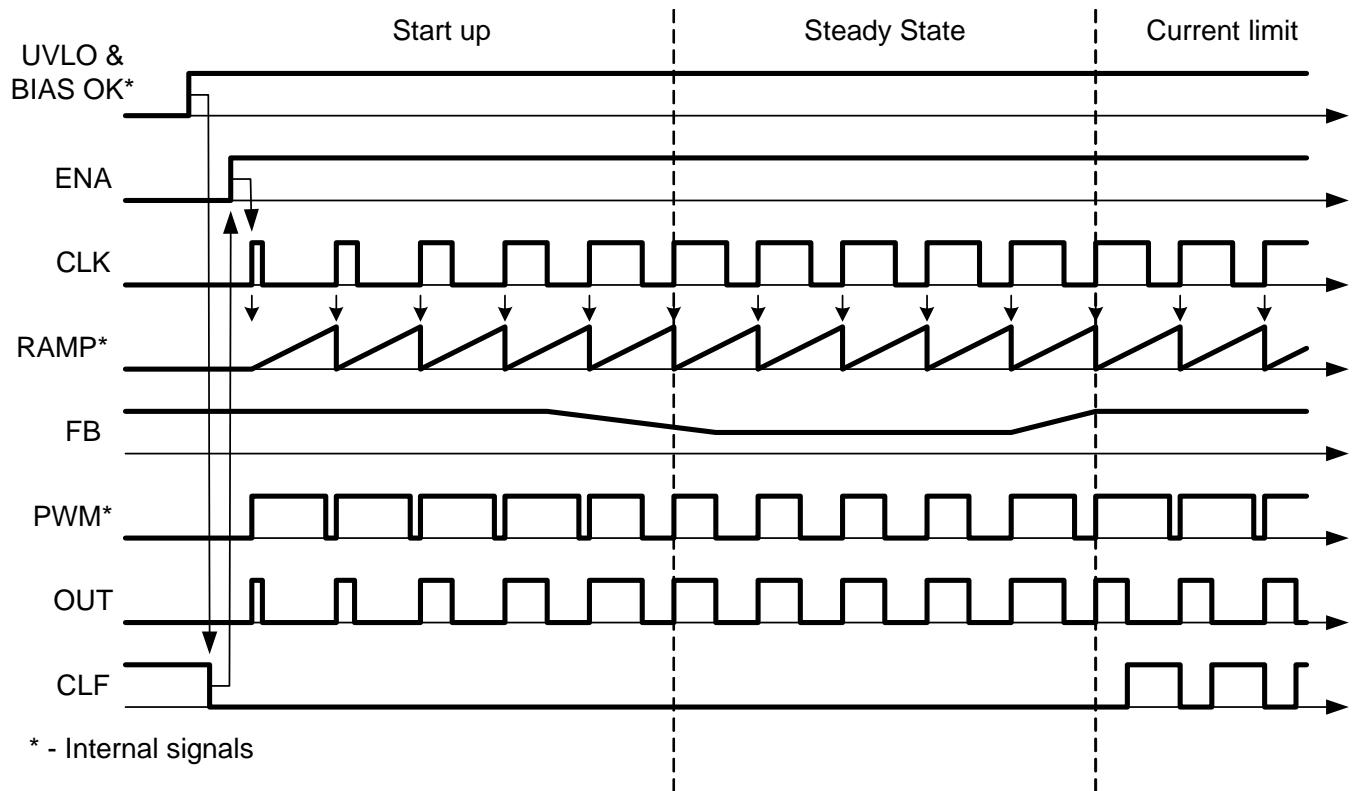 Start up
Steady State
Current limit
UVLO &
BIAS OK*
ENA
CLK
RAMP*
FB
PWM*
OUT
CLF
* - Internal signals